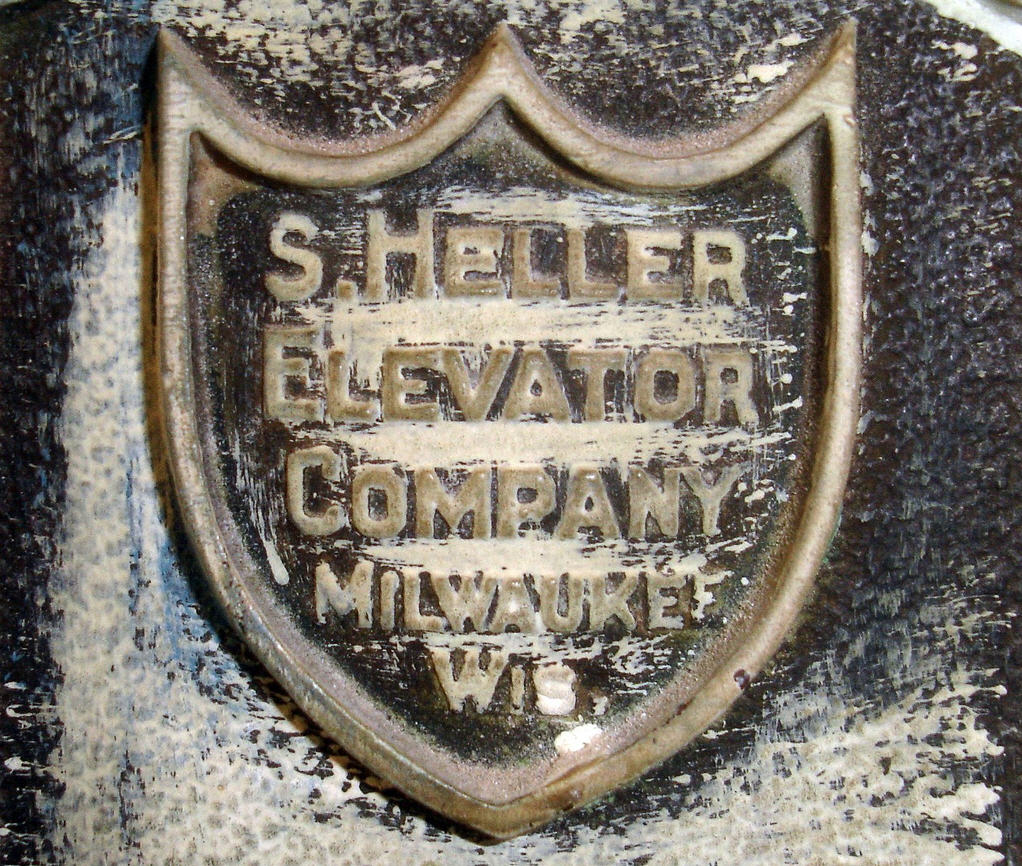 S. HeLLER
ELEVATOR
COMPANY
MILWAUKEE
WIS.